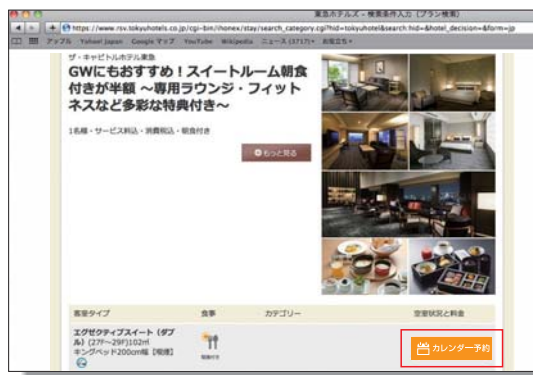 東急ホテルズ - 検索条件入力 (プラン検索)
https://www.rsv.tokyuhotels.co.jp/cgi-bin/ihonex/stay/search_category.cgi?hid=tokyuhotel&search:hid=&hotel_decision=&form=jp
アップル Yahoo! Japan Google マップ YouTube Wikipedia ニュース (3717)▾ お役立ち▾
ザ・キャピトルホテル東急
GWにもおすすめ！スイートルーム朝食
付きが半額 ～専用ラウンジ・フィット
ネスなど多彩な特典付き～
1名様・サービス料込・消費税込・朝食付き
もっと見る
客室タイプ 食事 カテゴリー 空室状況と料金
エグゼクティブスイート (ダブ
ル) (27F～29F)102㎡
キングベッド200cm幅【喫煙】
朝食付き
カレンダー予約